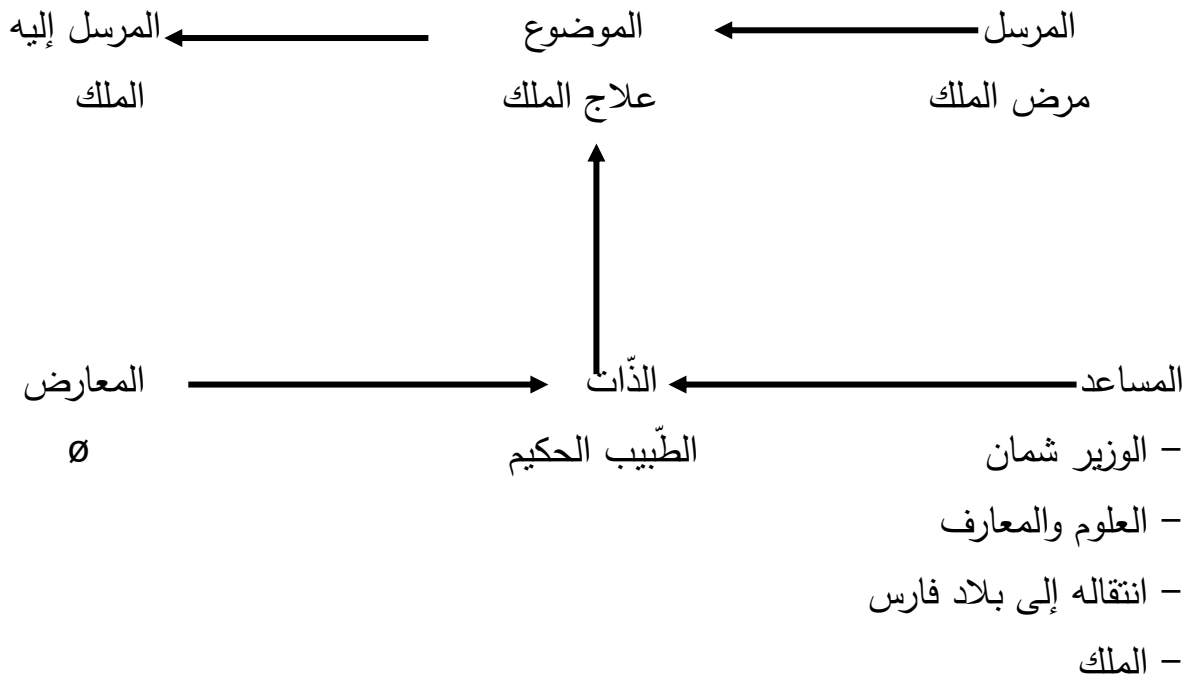 المرسل الموضوع المرسل إليه
مرض الملك علاج الملك الملك
المساعد الذّات المعارض
– الوزير شمان الطّبيب الحكيم ø
– العلوم والمعارف
– انتقاله إلى بلاد فارس
– الملك